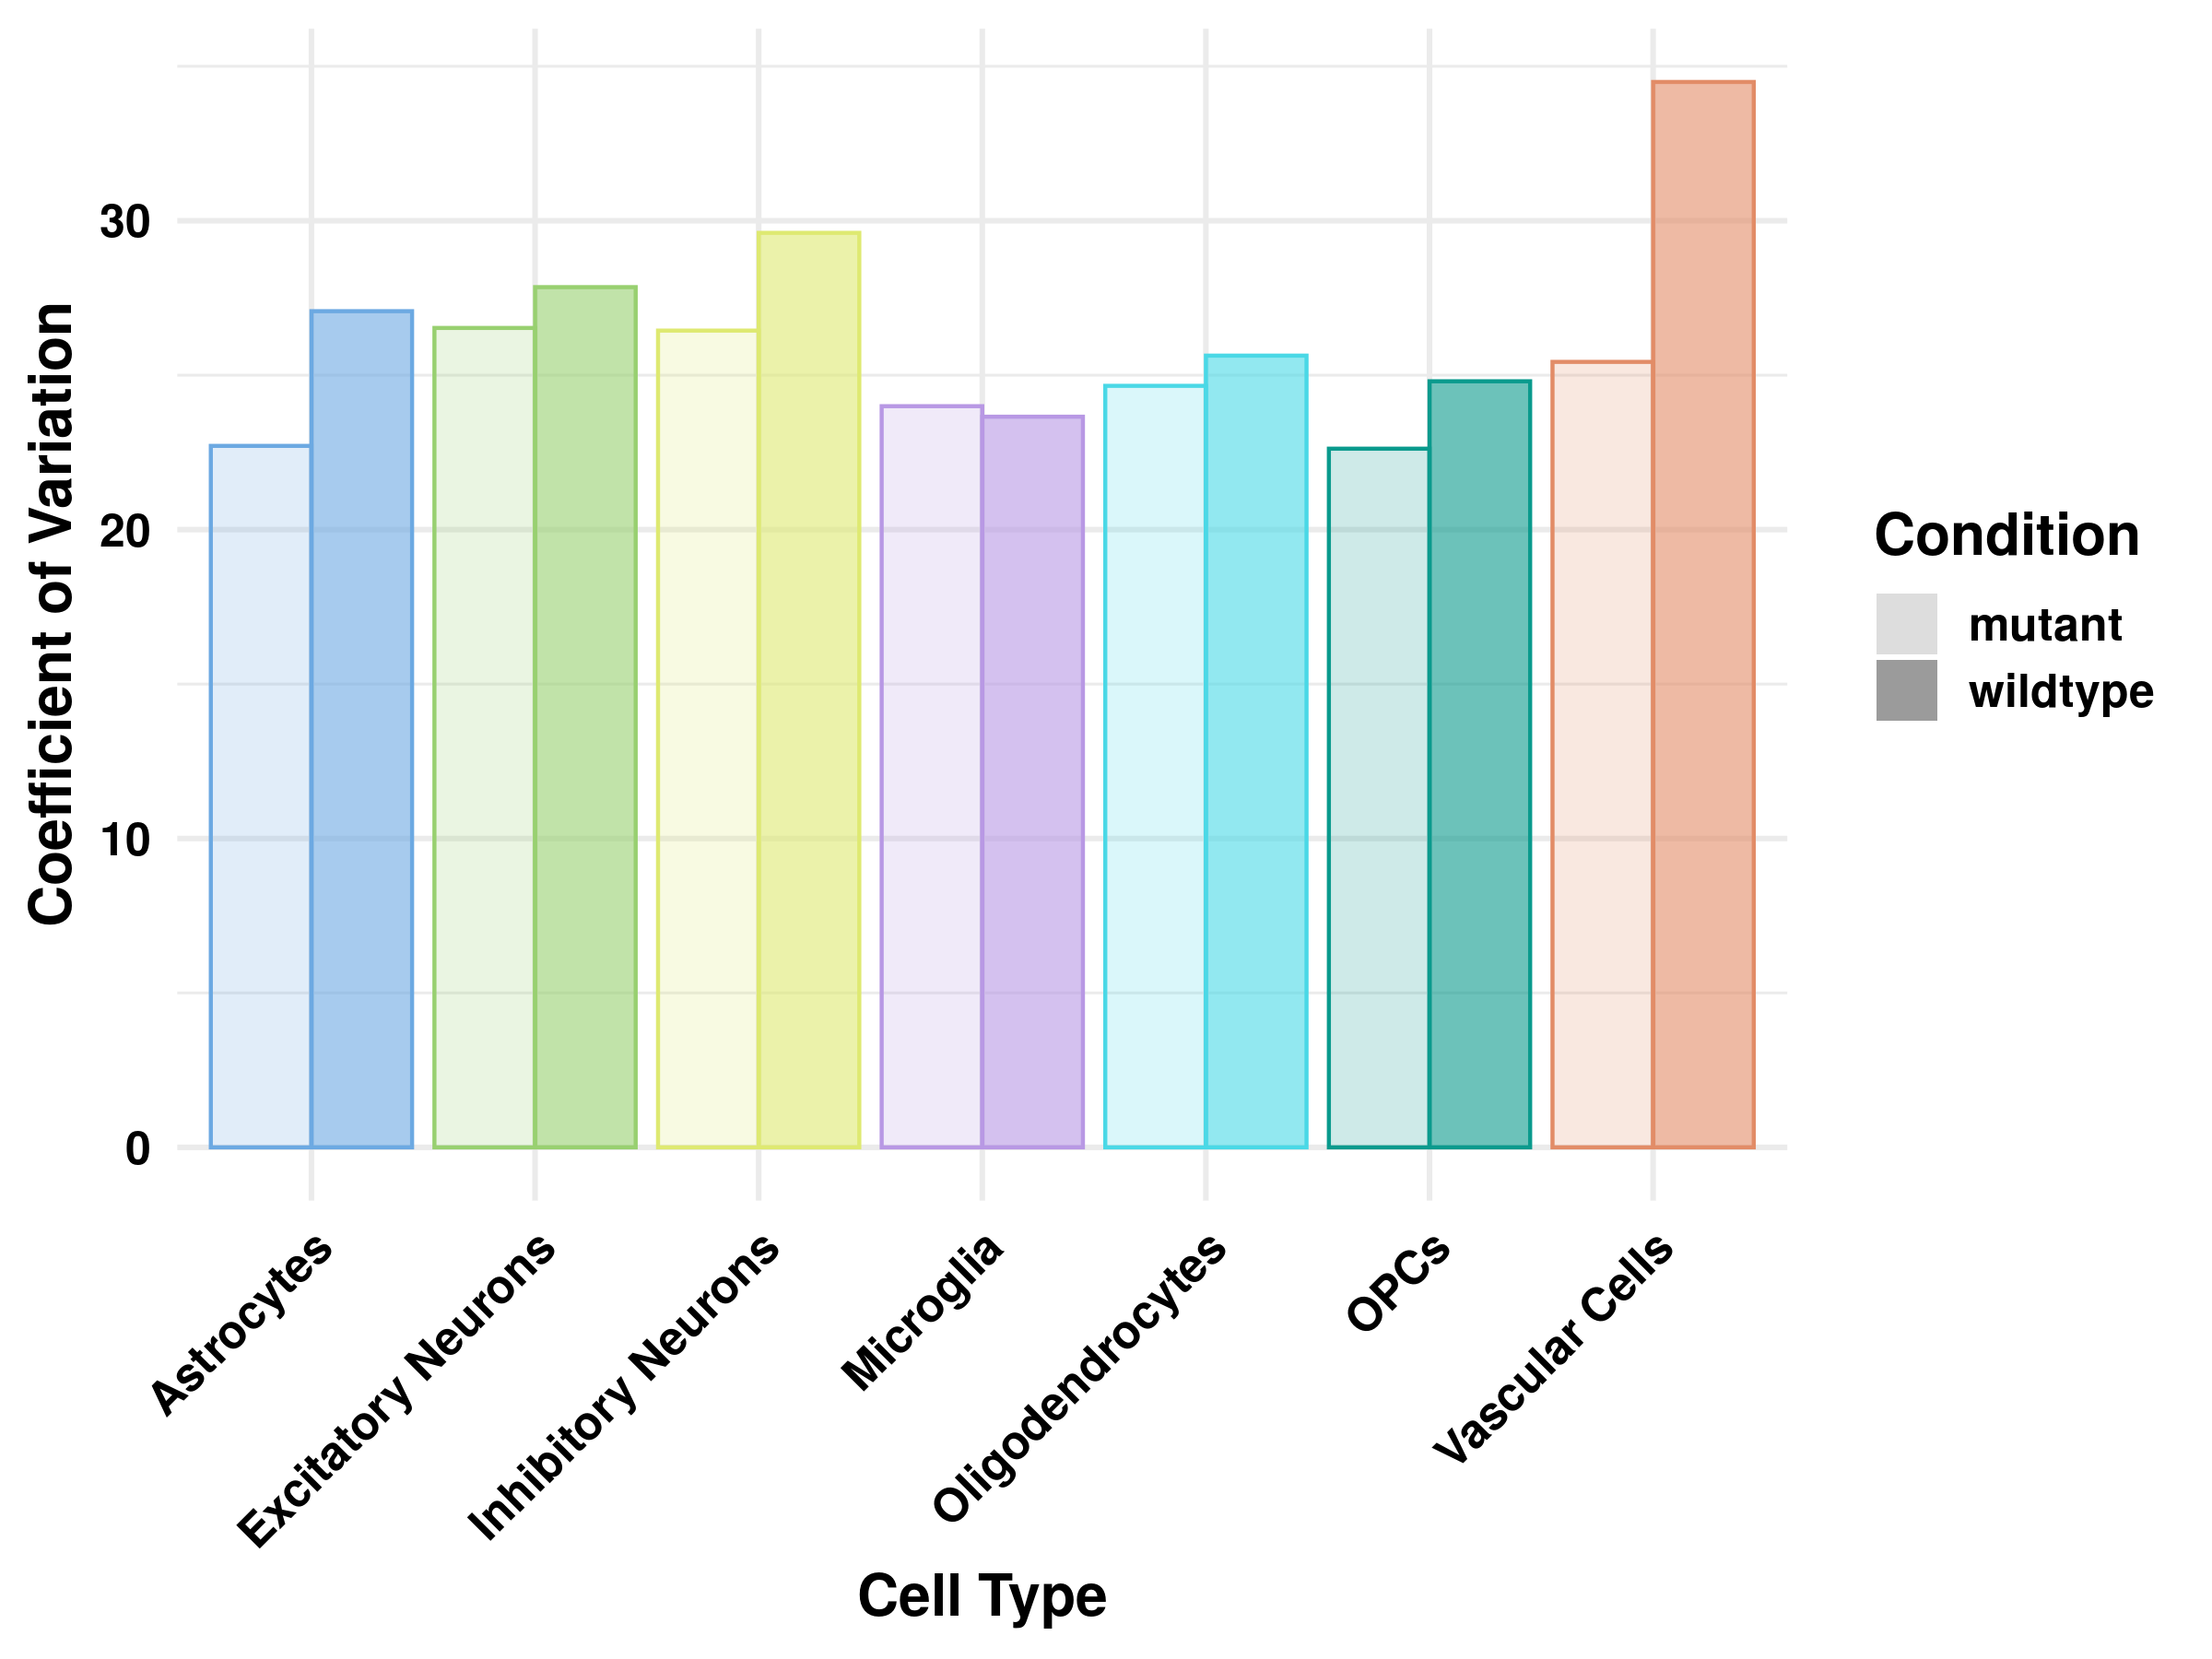 Coefficient of Variation
30
20
10
0
Astrocytes
Excitatory Neurons
Inhibitory Neurons
Microglia
Oligodendrocytes
OPCs
Vascular Cells
Cell Type
Condition
mutant
wildtype